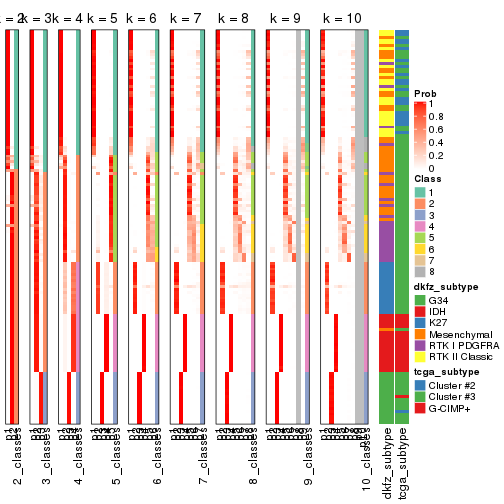 k = 2
k = 3
k = 4
k = 5
k = 6
k = 7
k = 8
k = 9
k = 10
Prob
1
0.8
0.6
0.4
0.2
0
Class
1
2
3
4
5
6
7
8
dkfz_subtype
G34
IDH
K27
Mesenchymal
RTK I PDGFRA
RTK II Classic
tcga_subtype
Cluster #2
Cluster #3
G-CIMP+
2_classes
3_classes
4_classes
5_classes
6_classes
7_classes
8_classes
9_classes
10_classes
dkfz_subtype
tcga_subtype